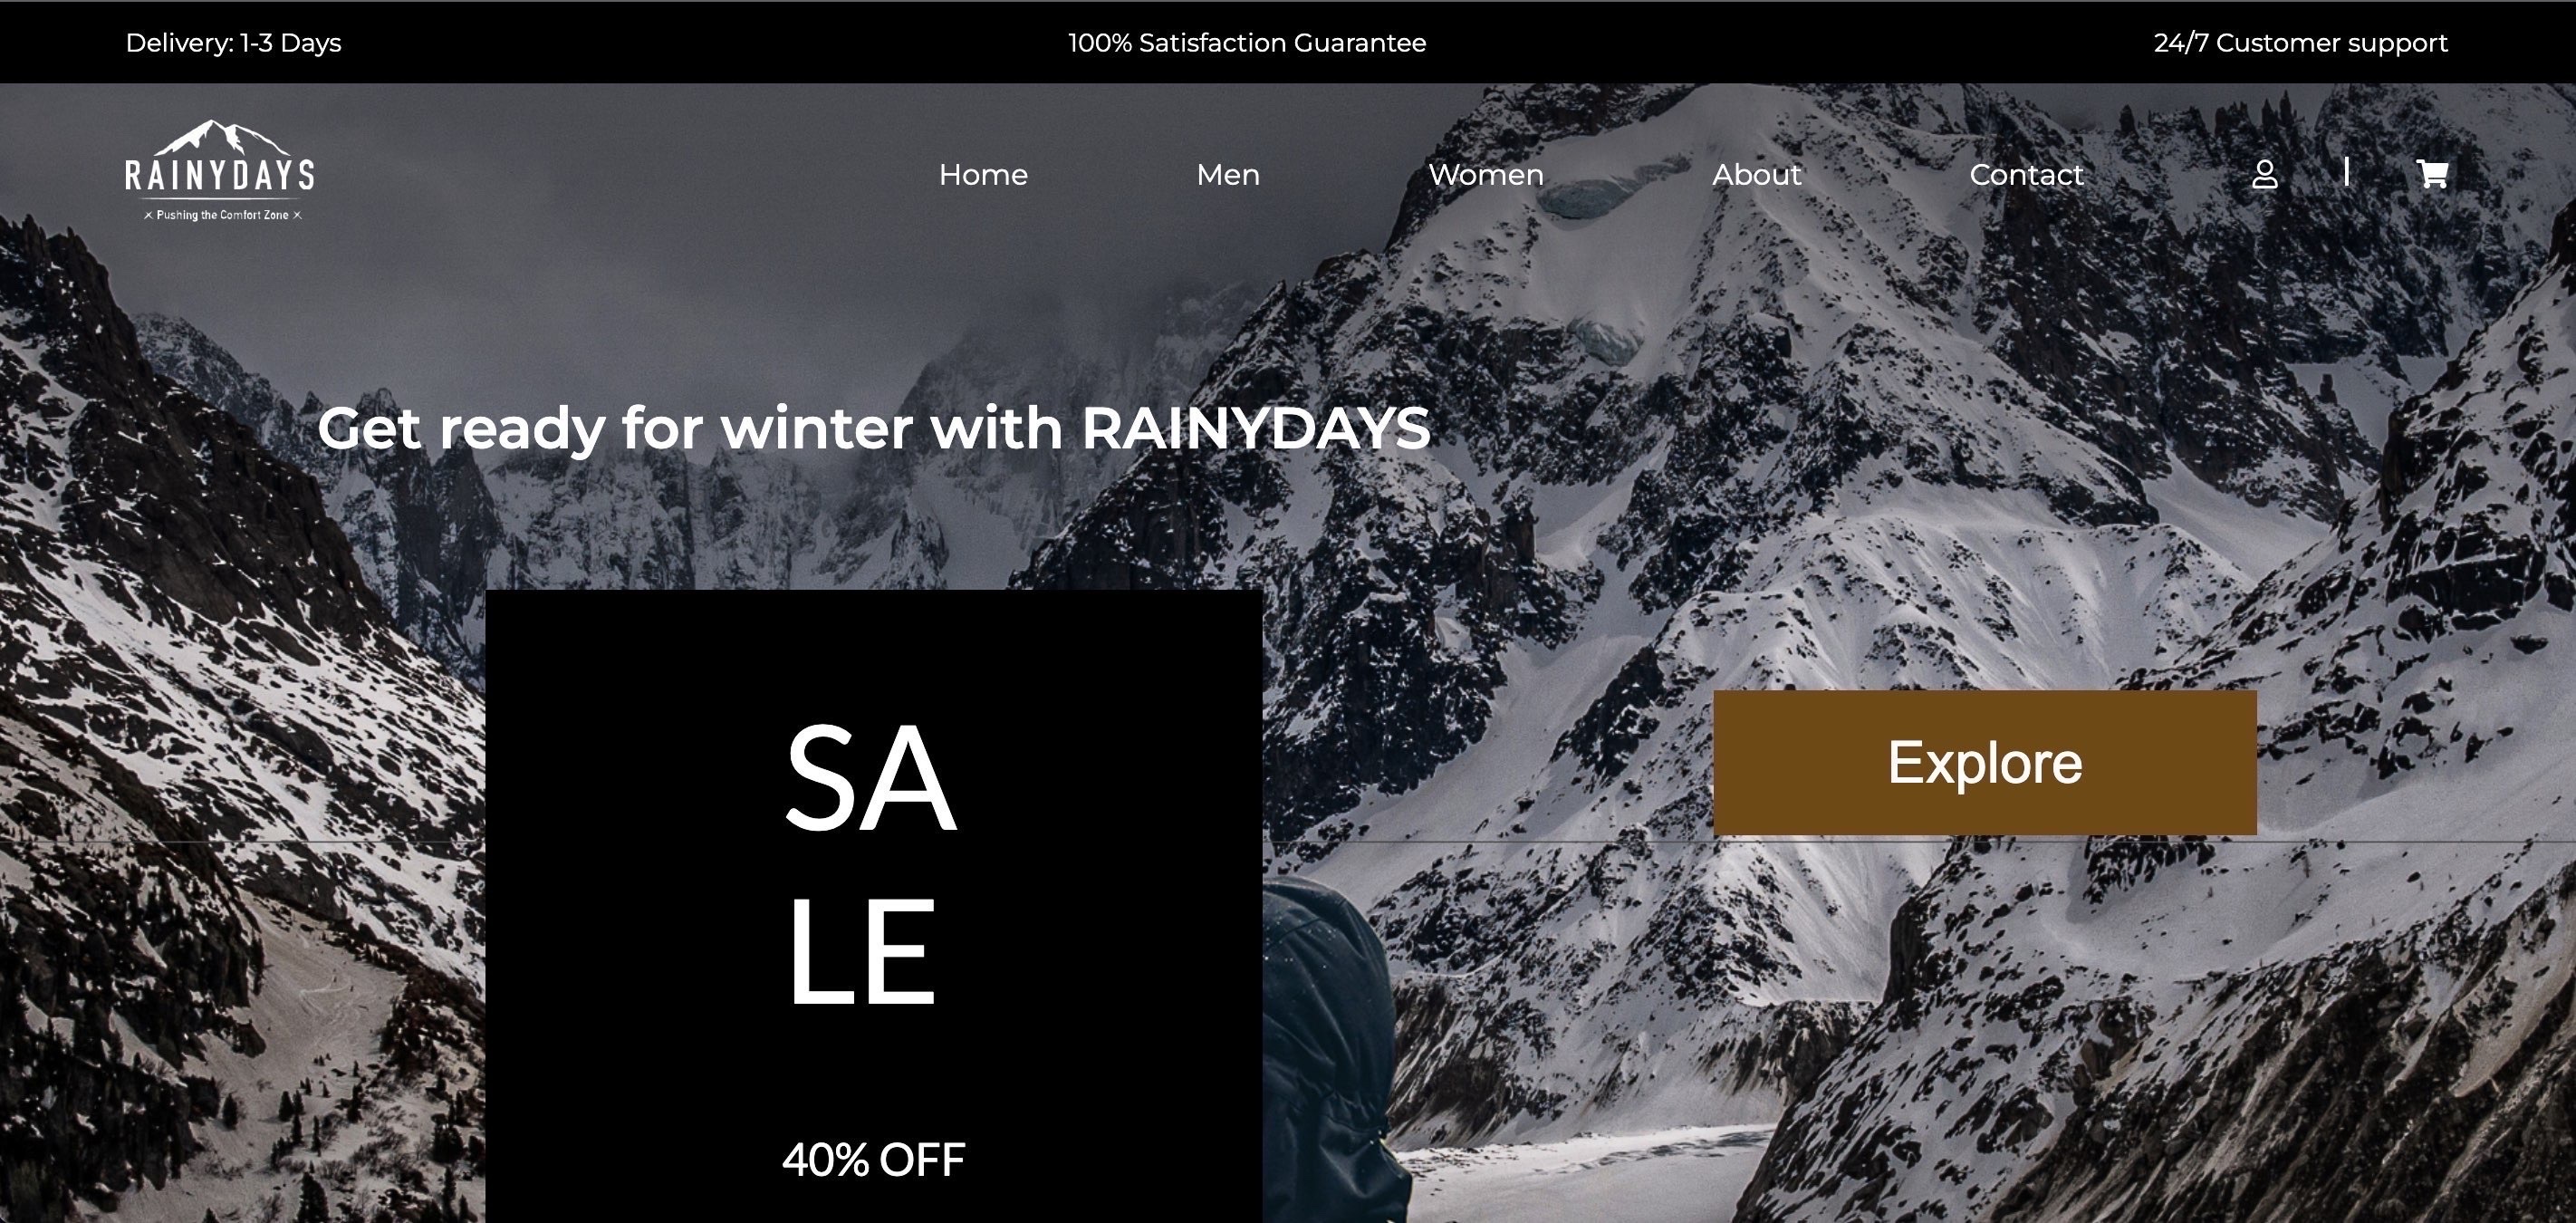 Delivery: 1-3 Days
100% Satisfaction Guarantee
24/7 Customer support
RAINYDAYS
Pushing the Comfort Zone
Home
Men
Women
About
Contact
Get ready for winter with RAINYDAYS
SA
LE
40% OFF
Explore